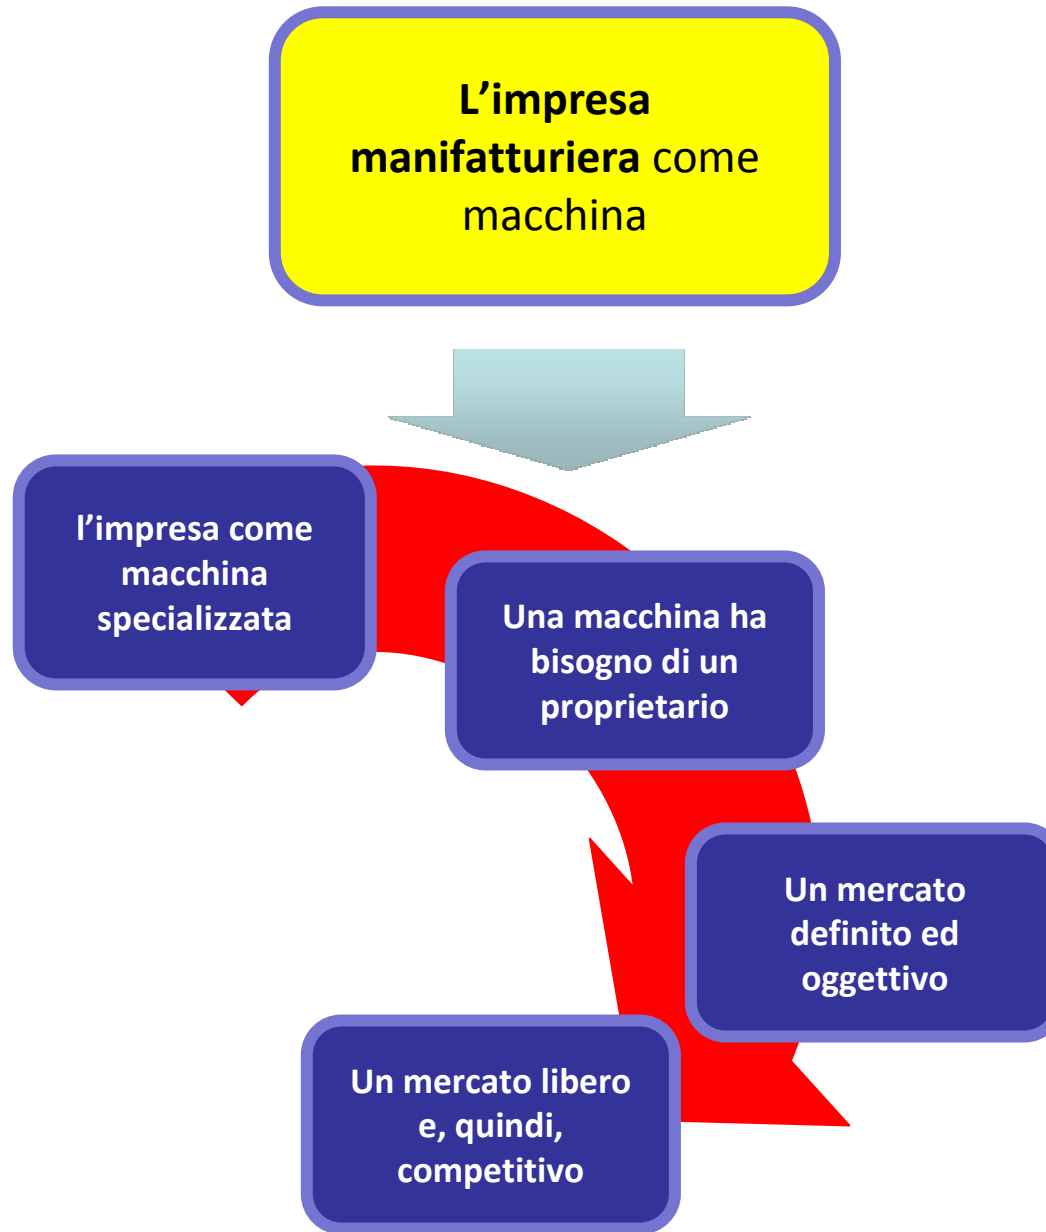 L’impresa
manifatturiera come
macchina
l’impresa come
macchina
specializzata
Una macchina ha
bisogno di un
proprietario
Un mercato
definito ed
oggettivo
Un mercato libero
e, quindi,
competitivo